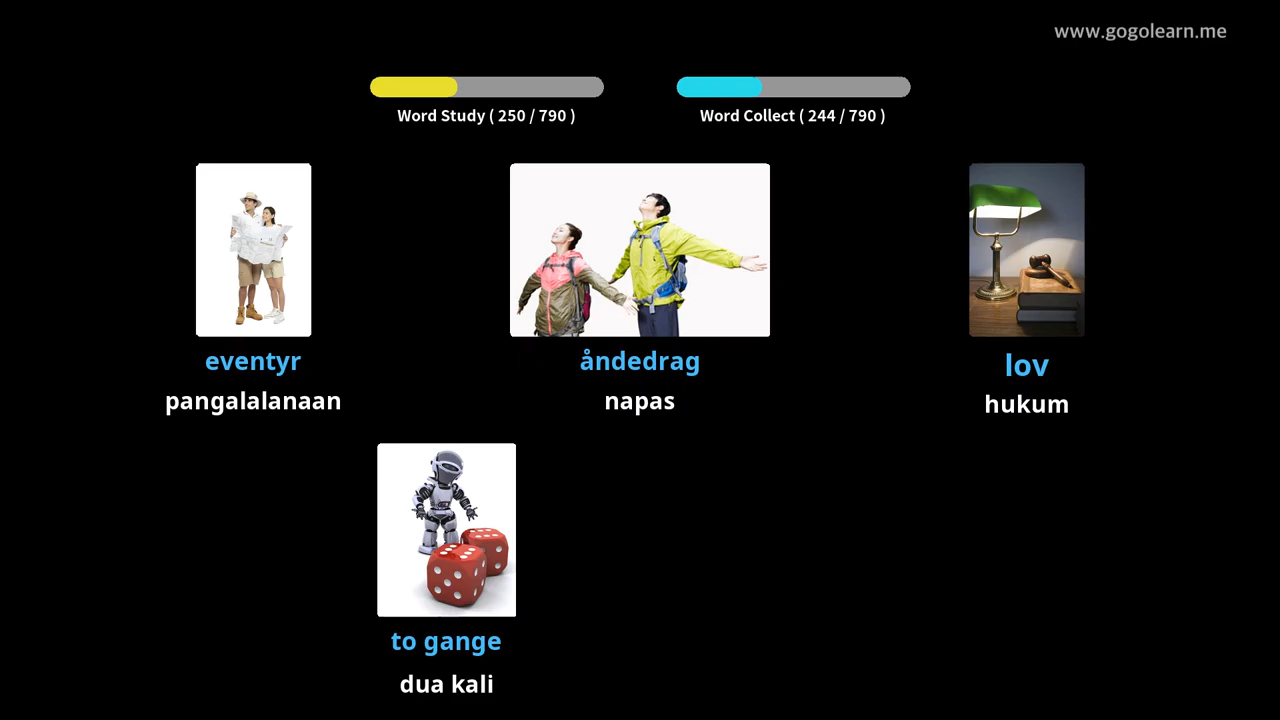 www.gogolearn.me
Word Study ( 250 / 790 )
Word Collect ( 244 / 790 )
eventyr
pangalalanaan
åndedrag
napas
lov
hukum
to gange
dua kali